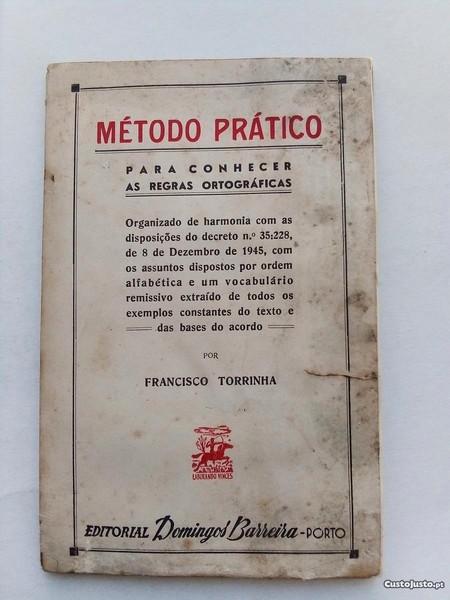 MÉTODO PRÁTICO
PARA CONHECER
AS REGRAS ORTOGRÁFICAS
Organizado de harmonia com as
disposições do decreto n.º 35:228,
de 8 de Dezembro de 1945, com
os assuntos dispostos por ordem
alfabética e um vocabulário
remissivo extraído de todos os
exemplos constantes do texto e
das bases do acordo
POR
FRANCISCO TORRINHA
LABORANDO VINCES
EDITORIAL Domingos Barreira - PORTO
CustoJusto.pt